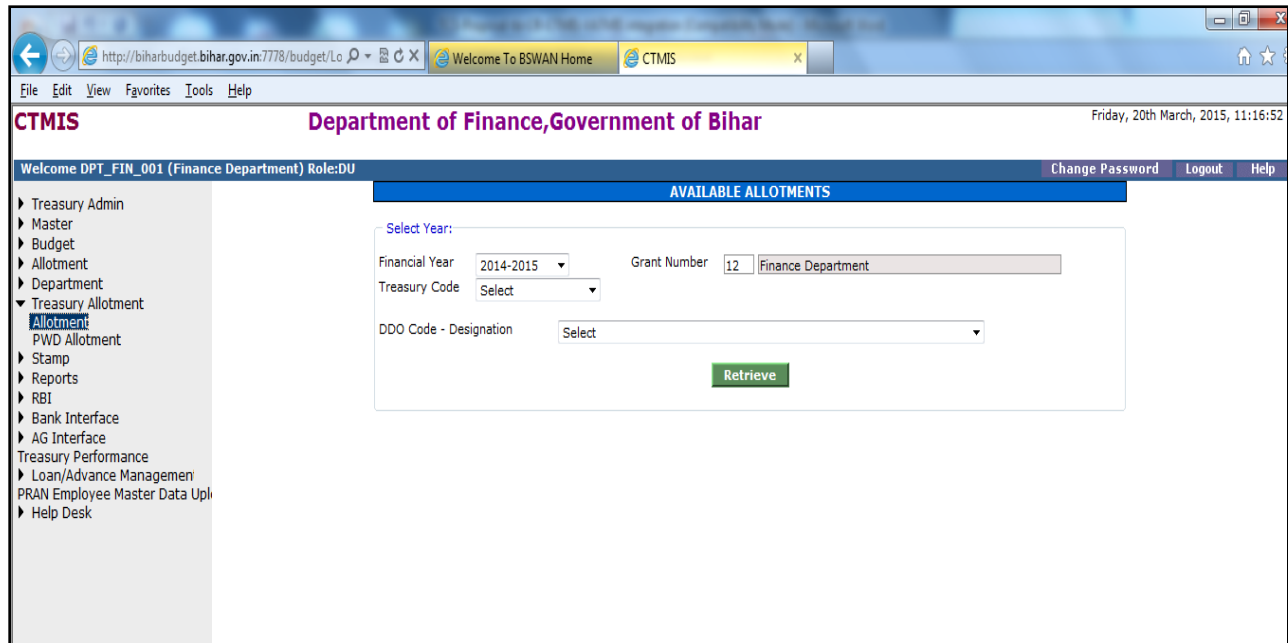 http://biharbudget.bihar.gov.in:7778/budget/Lo
Welcome To BSWAN Home
CTMIS
X
File Edit View Favorites Tools Help
CTMIS
Department of Finance,Government of Bihar
Friday, 20th March, 2015, 11:16:52
Welcome DPT_FIN_001 (Finance Department) Role:DU
Change Password Logout Help
Treasury Admin
Master
Budget
Allotment
Department
Treasury Allotment
Allotment
PWD Allotment
Stamp
Reports
RBI
Bank Interface
AG Interface
Treasury Performance
Loan/Advance Managemen
PRAN Employee Master Data Upl
Help Desk
AVAILABLE ALLOTMENTS
Select Year:
Financial Year 2014-2015 Grant Number 12 Finance Department
Treasury Code Select
DDO Code - Designation Select
Retrieve